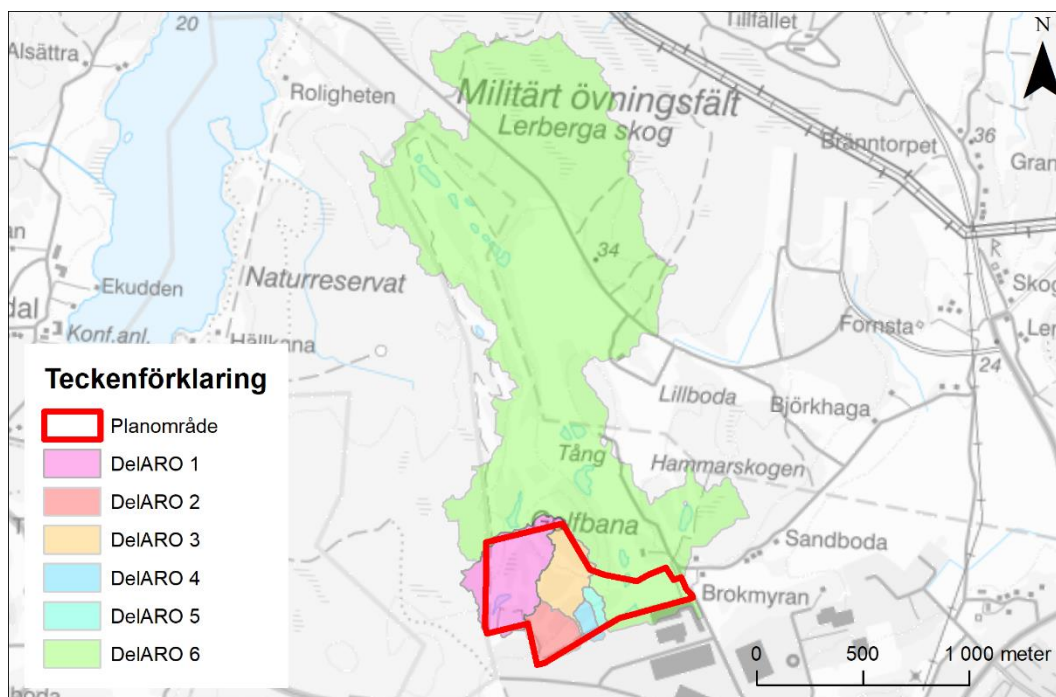 20
Tillfället
N
Alsättra
Roligheten
Militärt övningsfält
Lerberga skog
Bränntorpet
36
Gran
34
Naturreservat
Ekudden
Skog
dal
Konf.anl.
Fornsta
Hällkana
24
Teckenförklaring
Planområde
DelARO 1
DelARO 2
DelARO 3
DelARO 4
DelARO 5
DelARO 6
Lillboda
Björkhaga
Tång
Hammarskogen
Golfbana
Sandboda
Brokmyran
0 500 1 000 meter